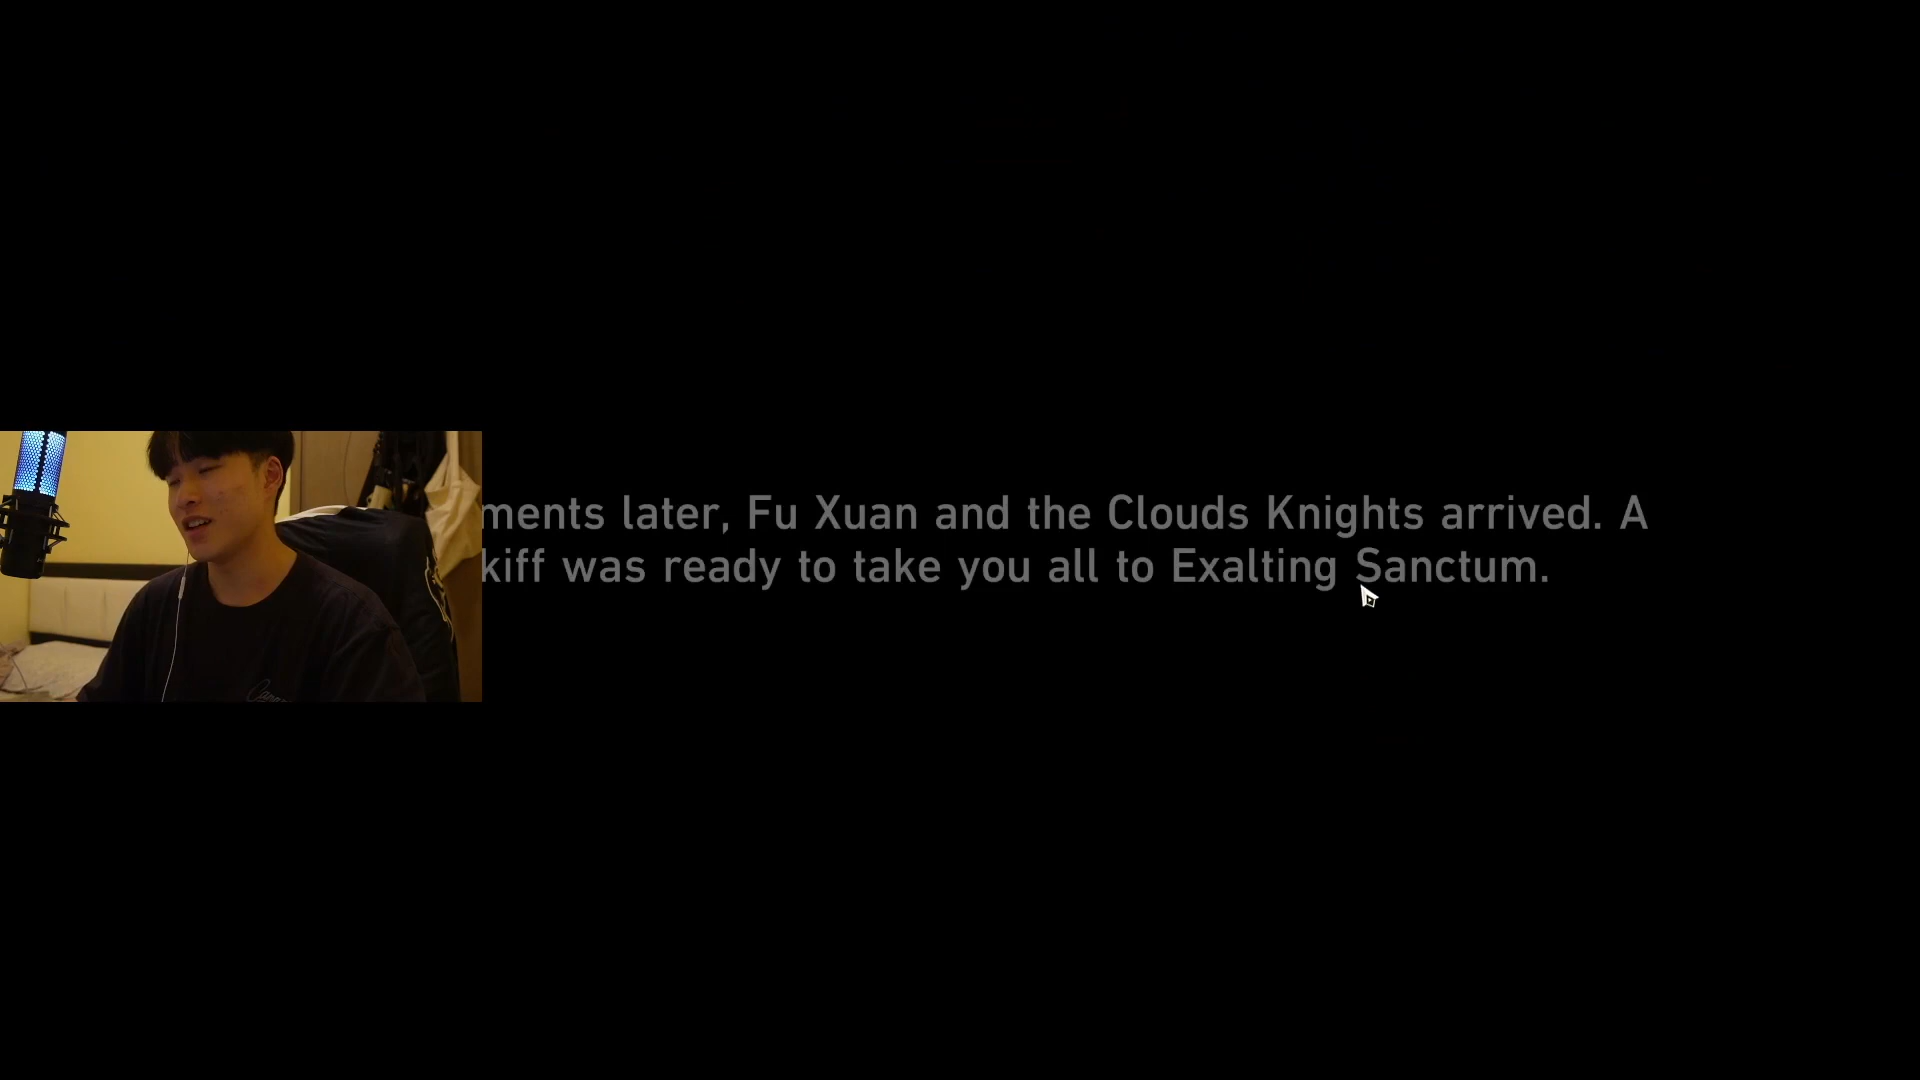 ments later, Fu Xuan and the Clouds Knights arrived. A
kiff was ready to take you all to Exalting Sanctum.